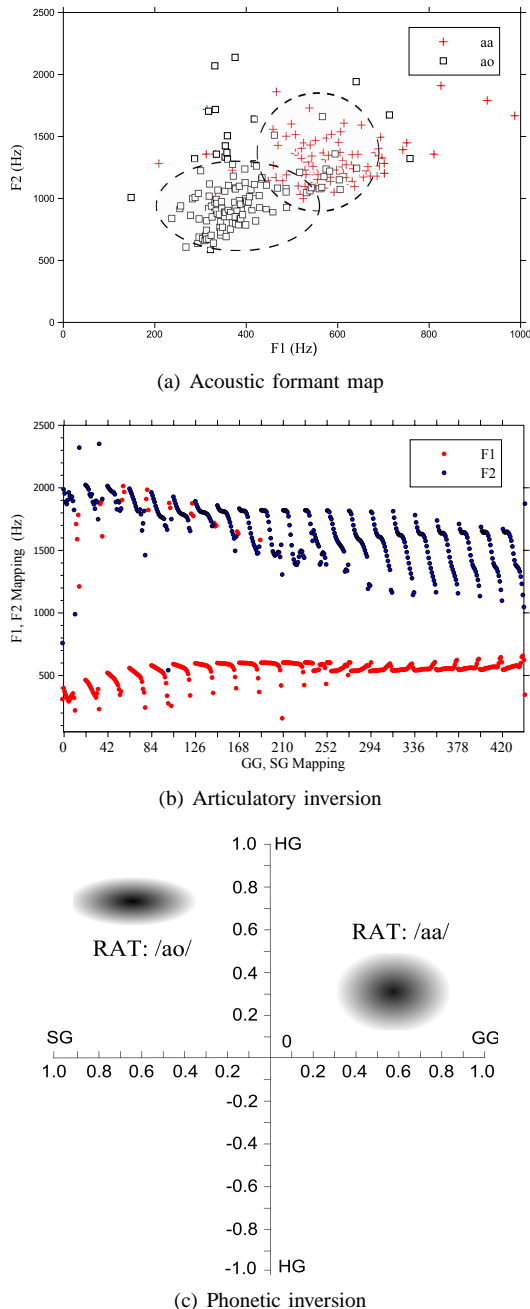 2500
2000
1500
1000
500
0
F2 (Hz)
aa
ao
0 200 400 600 800 1000
F1 (Hz)
(a) Acoustic formant map
2500
2000
1500
1000
500
F1, F2 Mapping (Hz)
F1
F2
0 42 84 126 168 210 252 294 336 378 420
GG, SG Mapping
(b) Articulatory inversion
1.0 HG
0.8
RAT: /ao/
0.6
RAT: /aa/
0.4
0.2
SG 0 GG
1.0 0.8 0.6 0.4 0.2 0.2 0.4 0.6 0.8 1.0
-0.2
-0.4
-0.6
-0.8
-1.0 HG
(c) Phonetic inversion